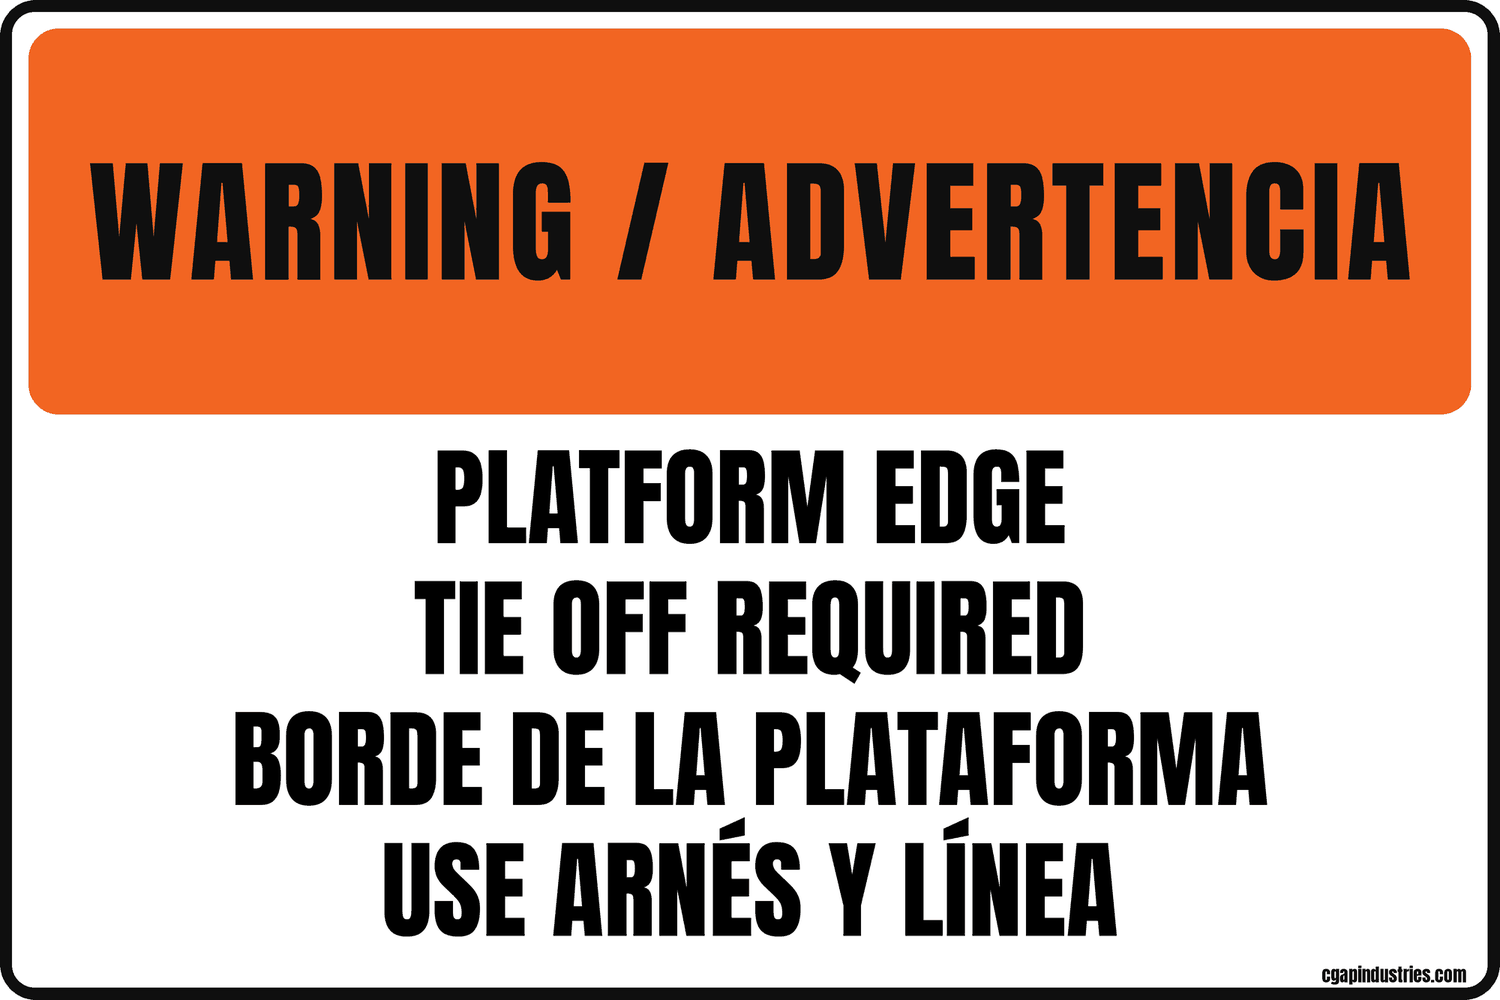 WARNING / ADVERTENCIA
PLATFORM EDGE
TIE OFF REQUIRED
BORDE DE LA PLATAFORMA
USE ARNÉS Y LÍNEA
cgapindustries.com